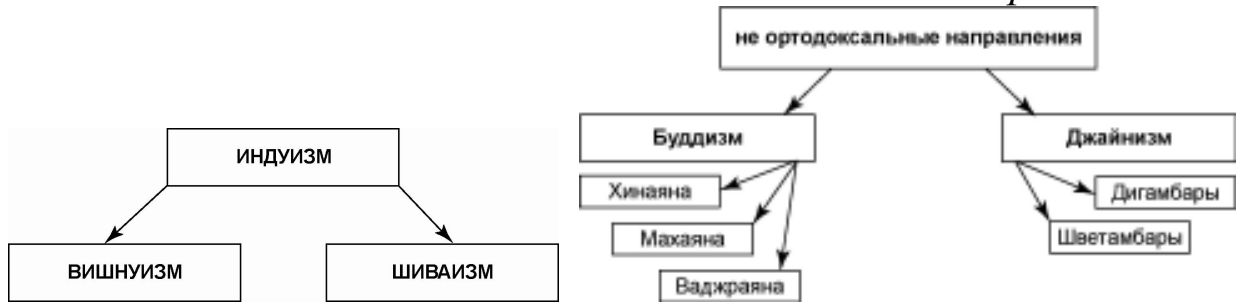 ИНДУИЗМ
ВИШНУИЗМ
ШИВАИЗМ
не ортодоксальные направления
Буддизм
Джайнизм
Хинаяна
Махаяна
Ваджраяна
Дигамбары
Шветамбары